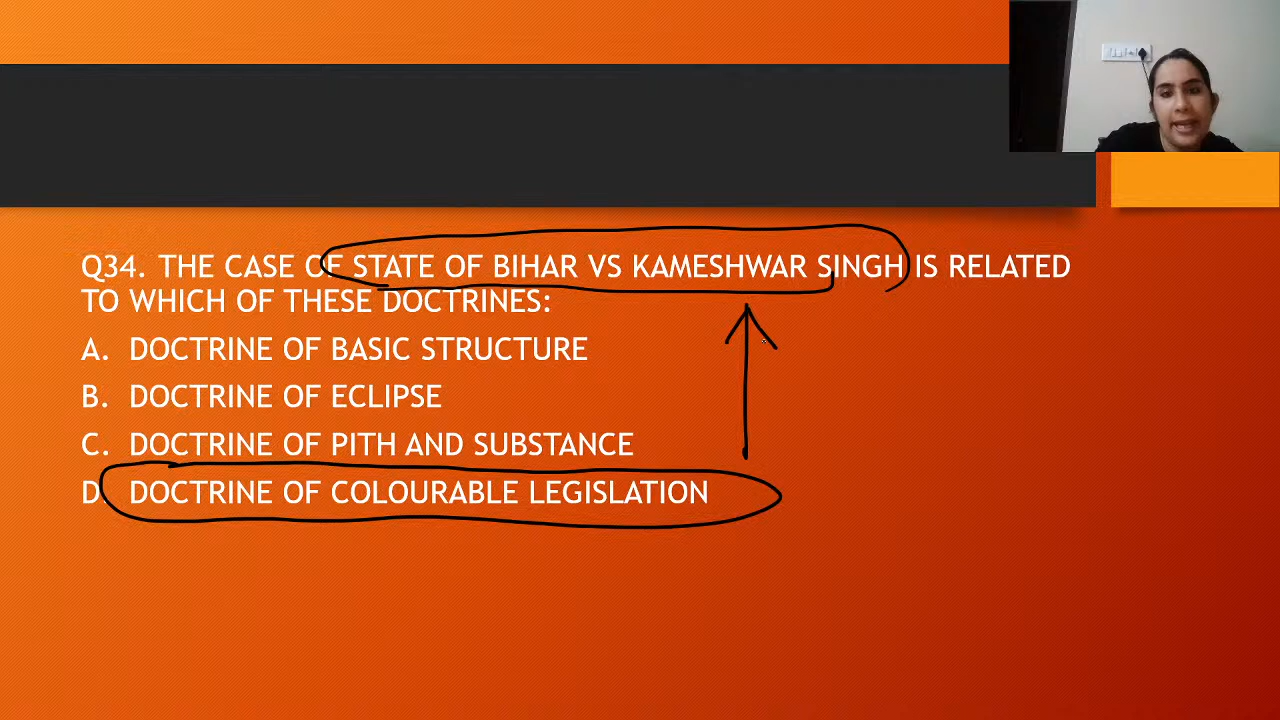 Q34. THE CASE OF STATE OF BIHAR VS KAMESHWAR SINGH IS RELATED
TO WHICH OF THESE DOCTRINES:
A. DOCTRINE OF BASIC STRUCTURE
B. DOCTRINE OF ECLIPSE
C. DOCTRINE OF PITH AND SUBSTANCE
D. DOCTRINE OF COLOURABLE LEGISLATION